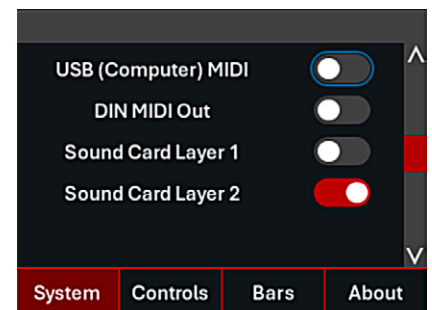 USB (Computer) MIDI
DIN MIDI Out
Sound Card Layer 1
Sound Card Layer 2
System Controls Bars About